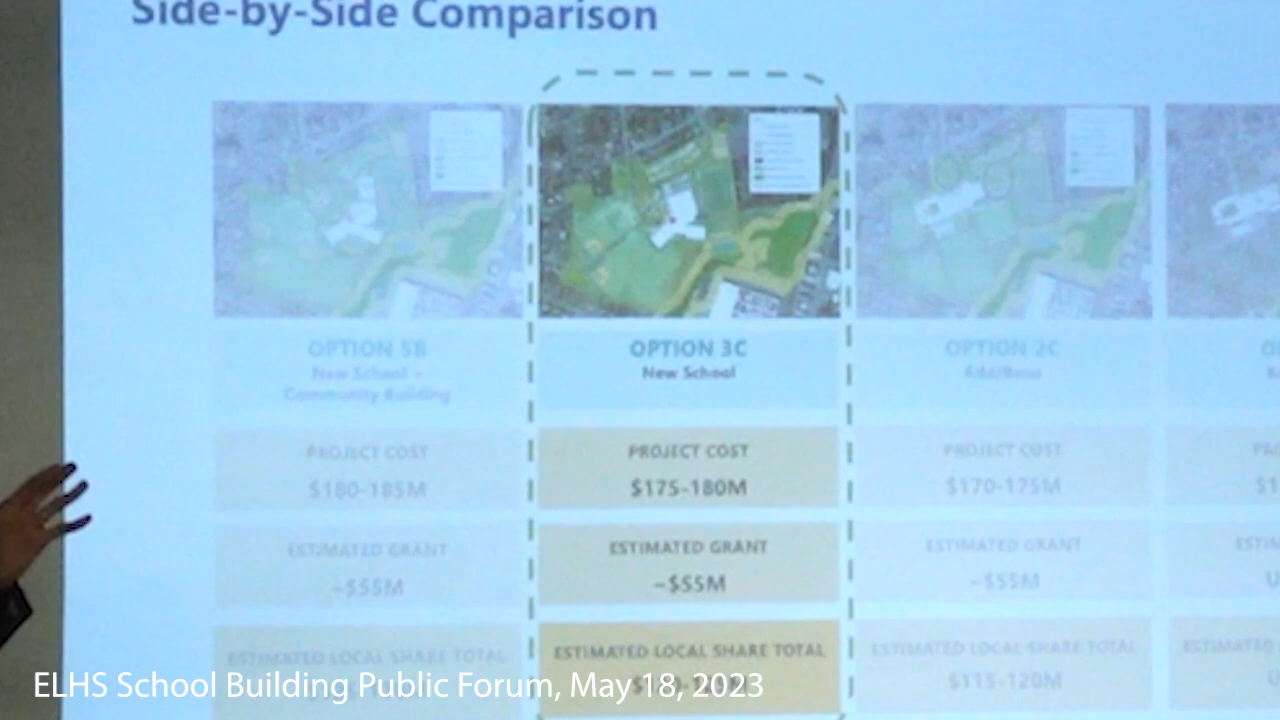 Side-by-Side Comparison
OPTION 5B
New School +
Community Building
PROJECT COST
$180-185M
ESTIMATED GRANT
~$55M
ESTIMATED LOCAL SHARE TOTAL
OPTION 3C
New School
PROJECT COST
$175-180M
ESTIMATED GRANT
~$55M
ESTIMATED LOCAL SHARE TOTAL
OPTION 2C
Add/Reno
PROJECT COST
$170-175M
ESTIMATED GRANT
~$55M
ESTIMATED LOCAL SHARE TOTAL
$115-120M
ESTIMATED
ELHS School Building Public Forum, May 18, 2023